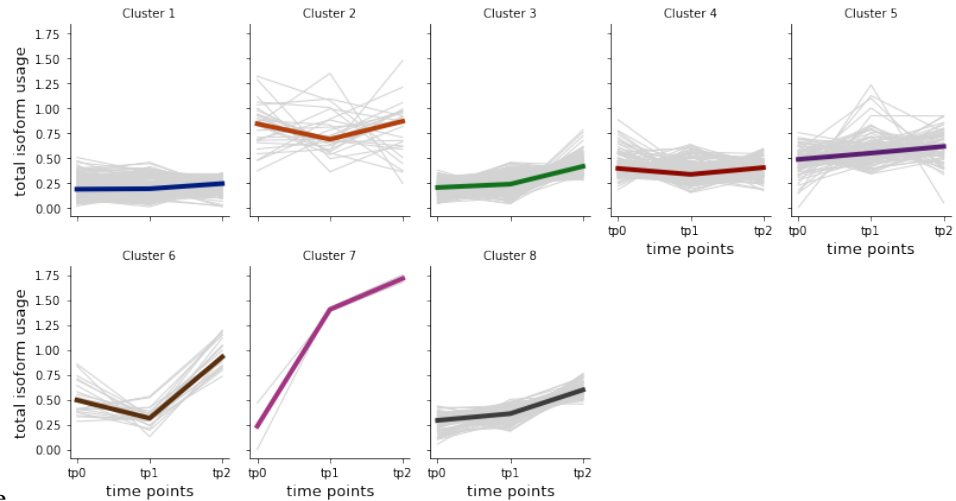 Cluster 1 Cluster 2 Cluster 3 Cluster 4 Cluster 5
total isoform usage
1.75
1.50
1.25
1.00
0.75
0.50
0.25
0.00
tp0 tp1 tp2 tp0 tp1 tp2
time points time points
Cluster 6 Cluster 7 Cluster 8
total isoform usage
1.75
1.50
1.25
1.00
0.75
0.50
0.25
0.00
tp0 tp1 tp2 tp0 tp1 tp2 tp0 tp1 tp2
time points time points time points